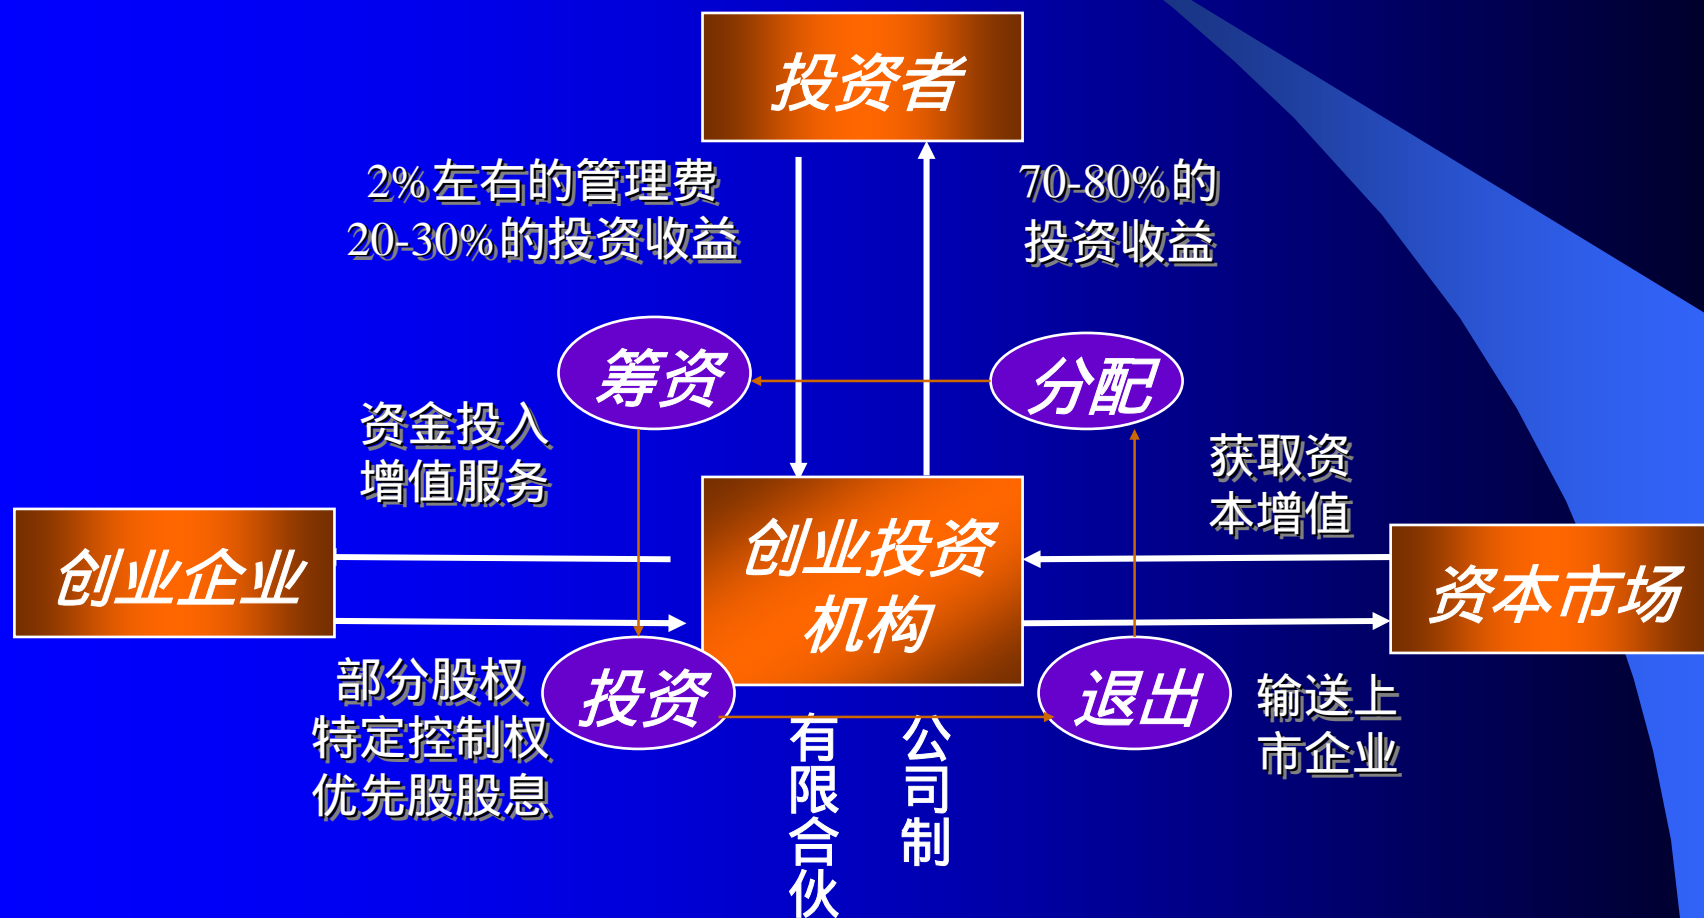 投资者
2%左右的管理费
20-30%的投资收益
70-80%的
投资收益
筹资
分配
资金投入
增值服务
获取资
本增值
创业企业
创业投资
机构
资本市场
投资
退出
部分股权
特定控制权
优先股股息
输送上
市企业
有限合伙
公司制